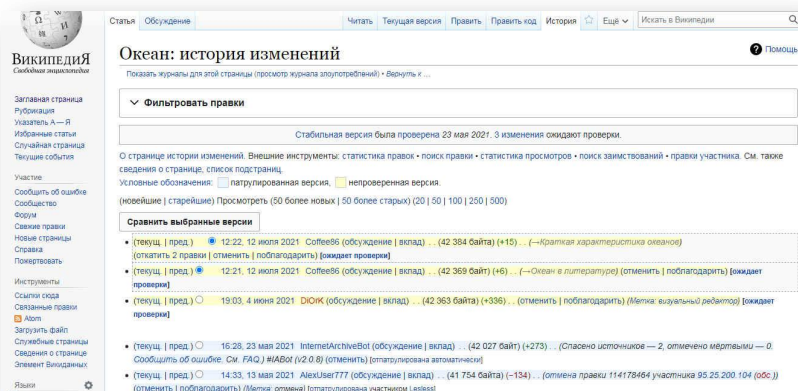 Статья Обсуждение Читать Текущая версия Править Править код История Ещё Искать в Википедии
ВИКИПЕДИЯ
Свободная энциклопедия
Океан: история изменений
Помощь
Показать журналы для этой страницы (просмотр журнала злоупотреблений) • Вернуть к ...
Фильтровать правки
Стабильная версия была проверена 23 мая 2021. 3 изменения ожидают проверки.
О странице истории изменений. Внешние инструменты: статистика правок • поиск правки • статистика просмотров • поиск заимствований • правки участника. См. также
сведения о странице, список подстраниц.
Условные обозначения: патрулированная версия, непроверенная версия.
(новейшие | старейшие) Просмотреть (50 более новых | 50 более старых) (20 | 50 | 100 | 250 | 500)
Сравнить выбранные версии
• (текущ. | пред.) 12:22, 12 июля 2021 Coffee86 (обсуждение | вклад) . . (42 384 байта) (+15) . . (→Краткая характеристика океанов)
(откатить 2 правки | отменить | поблагодарить) [ожидает проверки]
• (текущ. | пред.) 12:21, 12 июля 2021 Coffee86 (обсуждение | вклад) . . (42 369 байт) (+6) . . (→Океан в литературе) (отменить | поблагодарить) [ожидает
проверки]
• (текущ. | пред.) 19:03, 4 июня 2021 DiOrK (обсуждение | вклад) . . (42 363 байта) (+336) . . (отменить | поблагодарить) (Метка: визуальный редактор) [ожидает
проверки]
• (текущ. | пред.) 16:28, 23 мая 2021 InternetArchiveBot (обсуждение | вклад) . . (42 027 байт) (+273) . . (Спасено источников — 2, отмечено мёртвыми — 0.
Сообщить об ошибке. См. FAQ.) #IABot (v2.0.8) (отменить) [отпатрулирована автоматически]
• (текущ. | пред.) 14:33, 13 мая 2021 AlexUser777 (обсуждение | вклад) . . (41 754 байта) (−134) . . (отмена правки 114178464 участника 95.25.200.104 (обс.))
(отменить | поблагодарить) (Метка: отмена) [отпатрулирована участником Lesless]
Заглавная страница
Рубрикация
Указатель А — Я
Избранные статьи
Случайная страница
Текущие события
Участие
Сообщить об ошибке
Сообщество
Форум
Свежие правки
Новые страницы
Справка
Пожертвовать
Инструменты
Ссылки сюда
Связанные правки
Atom
Загрузить файл
Служебные страницы
Сведения о странице
Элемент Викиданных
Языки